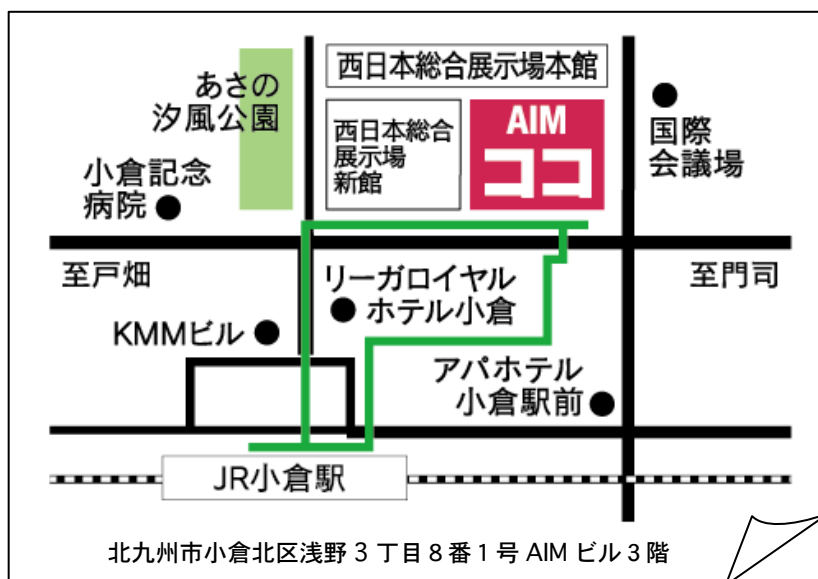 西日本総合展示場本館
あさの
汐風公園
西日本総合
展示場
新館
AIM
ココ
国際
会議場
小倉記念
病院
至戸畑
リーガロイヤル
ホテル小倉
至門司
KMMビル
アパホテル
小倉駅前
JR小倉駅
北九州市小倉北区浅野3丁目8番1号 AIMビル3階